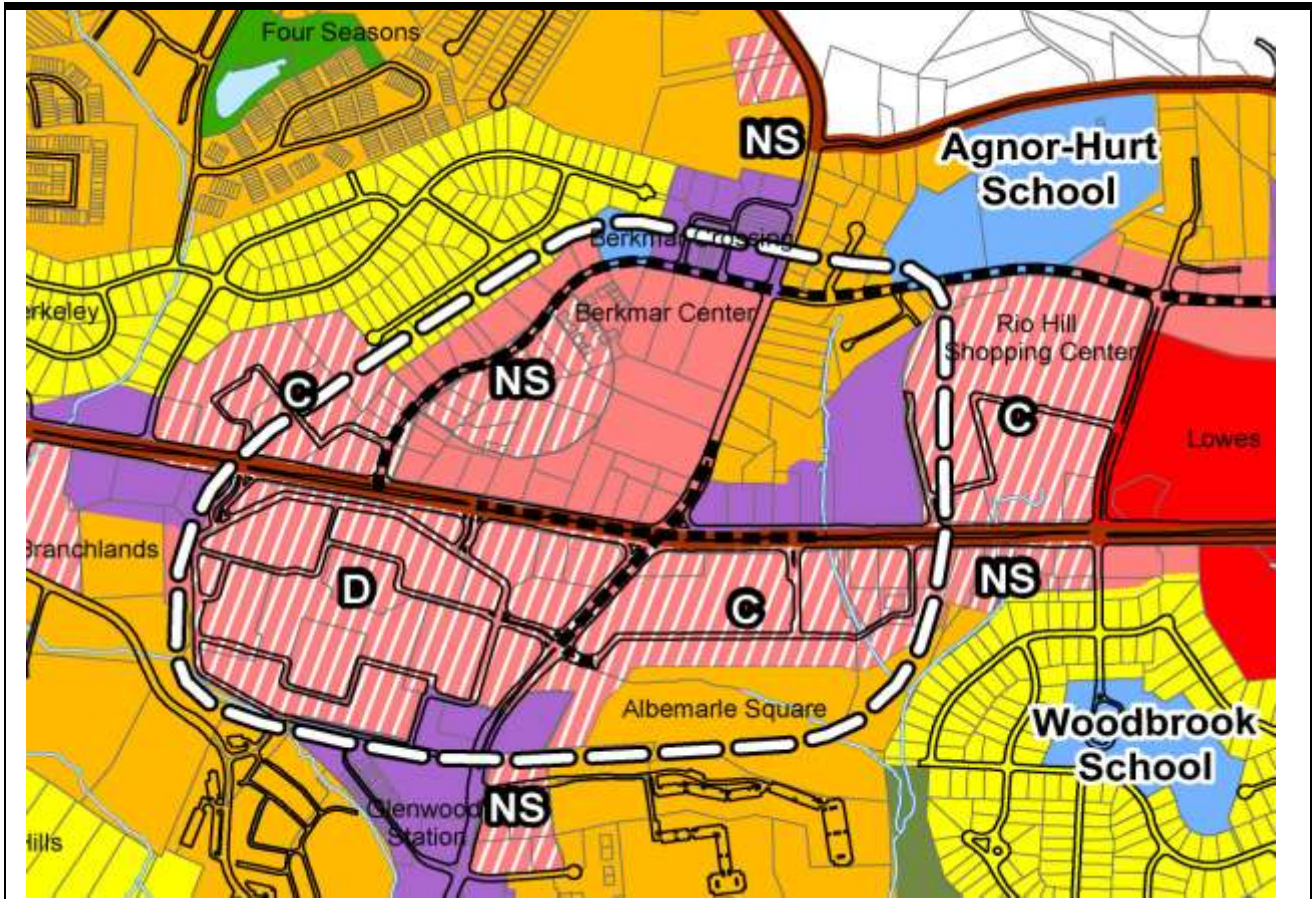 Four Seasons
NS
Agnor-Hurt
School
Berkmar Crossing
erkeley
Berkmar Center
Rio Hill
Shopping Center
C
NS
C
Lowes
Branchlands
D
C
NS
Albemarle Square
Woodbrook
School
Glenwood
Station
NS
Hills